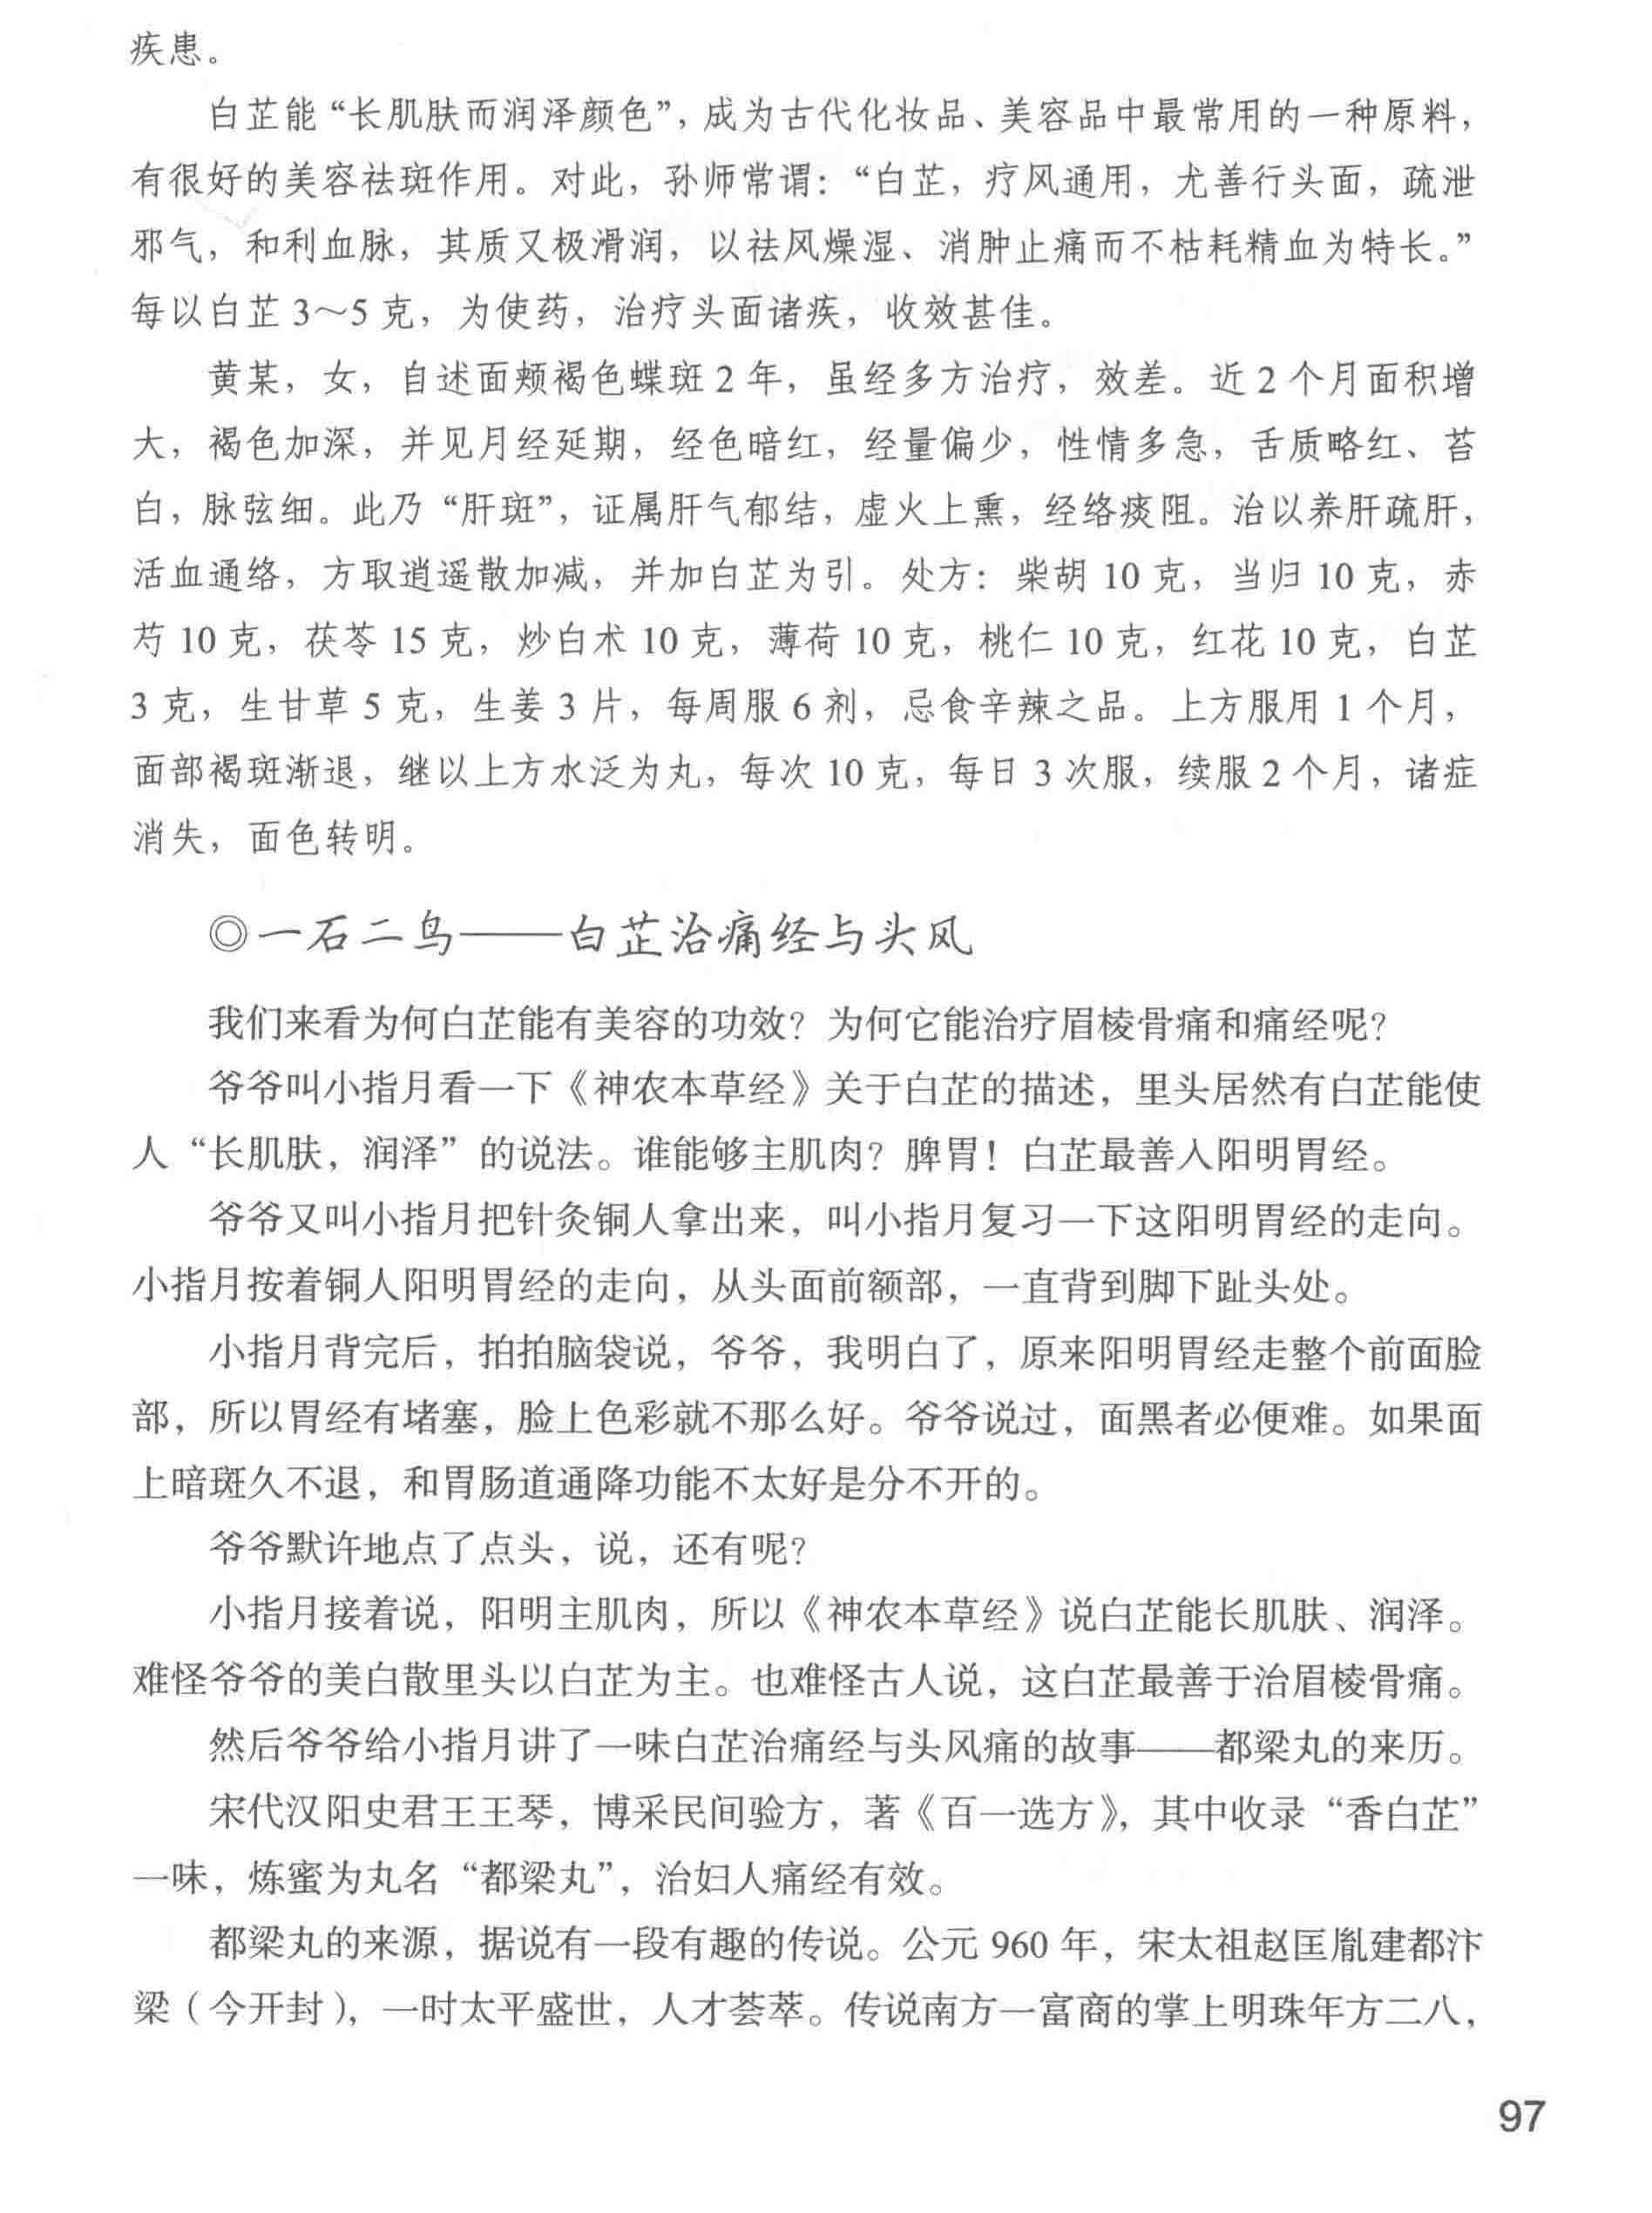 疾患。
白芷能“长肌肤而润泽颜色”，成为古代化妆品、美容品中最常用的一种原料，
有很好的美容祛斑作用。对此，孙师常谓：“白芷，疗风通用，尤善行头面，疏泄
邪气，和利血脉，其质又极滑润，以祛风燥湿、消肿止痛而不枯耗精血为特长。”
每以白芷 3～5 克，为使药，治疗头面诸疾，收效甚佳。
黄某，女，自述面颊褐色蝶斑 2 年，虽经多方治疗，效差。近 2 个月面积增
大，褐色加深，并见月经延期，经色暗红，经量偏少，性情多急，舌质略红、苔
白，脉弦细。此乃“肝斑”，证属肝气郁结，虚火上熏，经络痰阻。治以养肝疏肝，
活血通络，方取逍遥散加减，并加白芷为引。处方：柴胡 10 克，当归 10 克，赤
芍 10 克，茯苓 15 克，炒白术 10 克，薄荷 10 克，桃仁 10 克，红花 10 克，白芷
3 克，生甘草 5 克，生姜 3 片，每周服 6 剂，忌食辛辣之品。上方服用 1 个月，
面部褐斑渐退，继以上方水泛为丸，每次 10 克，每日 3 次服，续服 2 个月，诸症
消失，面色转明。
◎一石二鸟——白芷治痛经与头风
我们来看为何白芷能有美容的功效？为何它能治疗眉棱骨痛和痛经呢？
爷爷叫小指月看一下《神农本草经》关于白芷的描述，里头居然有白芷能使
人“长肌肤，润泽”的说法。谁能够主肌肉？脾胃！白芷最善入阳明胃经。
爷爷又叫小指月把针灸铜人拿出来，叫小指月复习一下这阳明胃经的走向。
小指月按着铜人阳明胃经的走向，从头面前额部，一直背到脚下趾头处。
小指月背完后，拍拍脑袋说，爷爷，我明白了，原来阳明胃经走整个前面脸
部，所以胃经有堵塞，脸上色彩就不那么好。爷爷说过，面黑者必便难。如果面
上暗斑久不退，和胃肠道通降功能不太好是分不开的。
爷爷默许地点了点头，说，还有呢？
小指月接着说，阳明主肌肉，所以《神农本草经》说白芷能长肌肤、润泽。
难怪爷爷的美白散里头以白芷为主。也难怪古人说，这白芷最善于治眉棱骨痛。
然后爷爷给小指月讲了一味白芷治痛经与头风痛的故事——都梁丸的来历。
宋代汉阳史君王王琴，博采民间验方，著《百一选方》，其中收录“香白芷”
一味，炼蜜为丸名“都梁丸”，治妇人痛经有效。
都梁丸的来源，据说有一段有趣的传说。公元 960 年，宋太祖赵匡胤建都汴
梁（今开封），一时太平盛世，人才荟萃。传说南方一富商的掌上明珠年方二八，
97